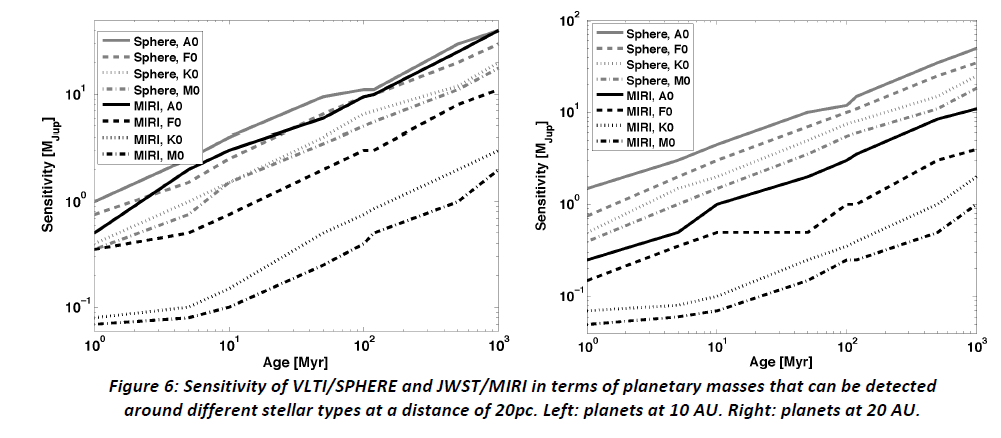 Sphere, A0
Sphere, F0
Sphere, K0
Sphere, M0
MIRI, A0
MIRI, F0
MIRI, K0
MIRI, M0
Sensitivity [M_Jup]
10^1
10^0
10^-1
10^0
10^1
10^2
10^3
Age [Myr]
Sphere, A0
Sphere, F0
Sphere, K0
Sphere, M0
MIRI, A0
MIRI, F0
MIRI, K0
MIRI, M0
Sensitivity [M_Jup]
10^2
10^1
10^0
10^-1
10^0
10^1
10^2
10^3
Age [Myr]
Figure 6: Sensitivity of VLTI/SPHERE and JWST/MIRI in terms of planetary masses that can be detected
around different stellar types at a distance of 20pc. Left: planets at 10 AU. Right: planets at 20 AU.